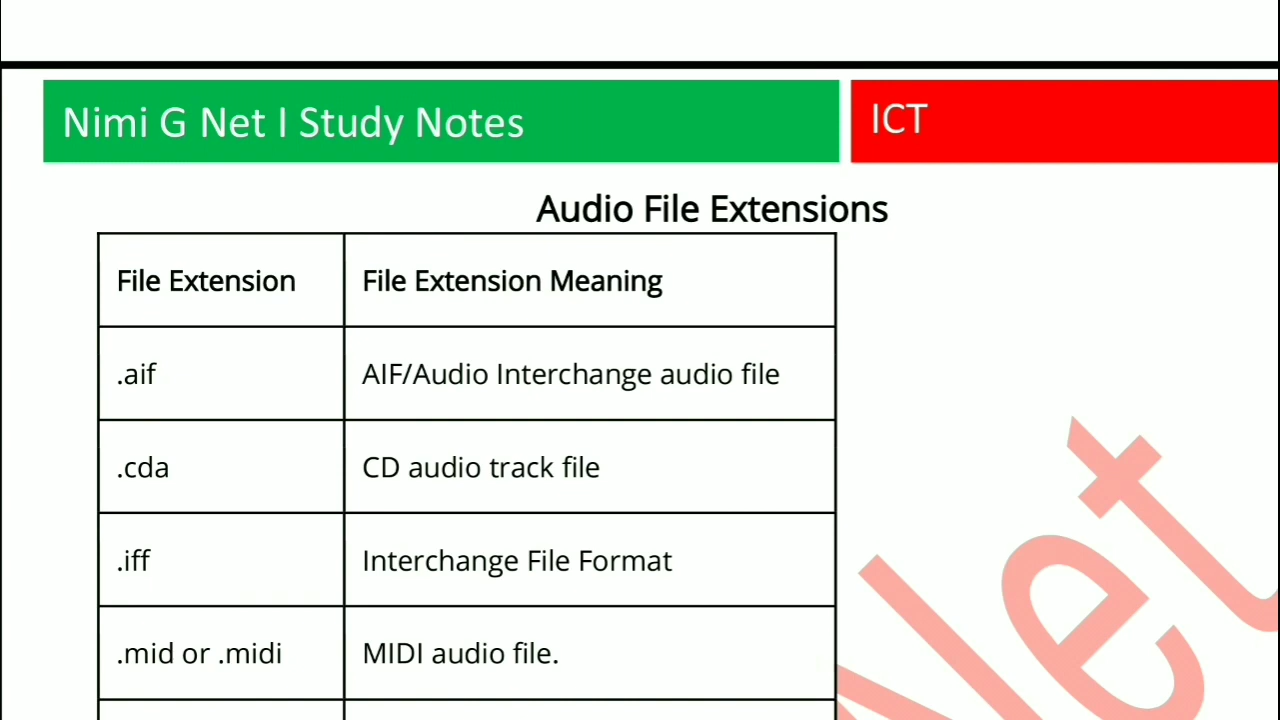 Nimi G Net I Study Notes
ICT
Audio File Extensions
File Extension File Extension Meaning
.aif AIF/Audio Interchange audio file
.cda CD audio track file
.iff Interchange File Format
.mid or .midi MIDI audio file.
Net